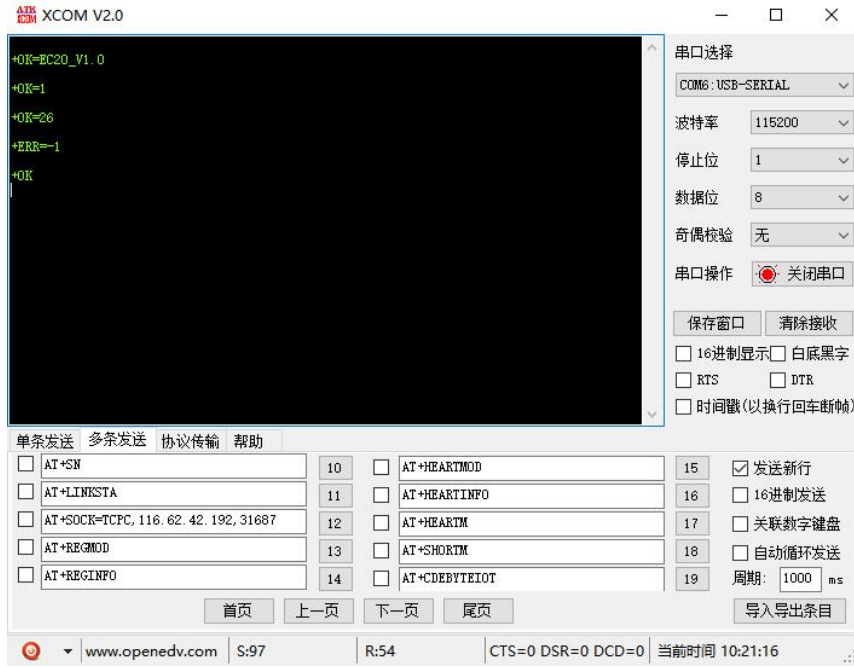 ATK XCOM XCOM V2.0
+OK=EC20_V1.0
+OK=1
+OK=26
+ERR=-1
+OK
串口选择
COM6:USB-SERIAL
波特率 115200
停止位 1
数据位 8
奇偶校验 无
串口操作 关闭串口
保存窗口 清除接收
16进制显示 白底黑字
RTS DTR
时间戳(以换行回车断帧)
单条发送 多条发送 协议传输 帮助
AT+SN 10 AT+HEARTMOD 15 发送新行
AT+LINKSTA 11 AT+HEARTINFO 16 16进制发送
AT+SOCK=TCPC,116.62.42.192,31687 12 AT+HEARTM 17 关联数字键盘
AT+REGMOD 13 AT+SHORTM 18 自动循环发送
AT+REGINFO 14 AT+CDEBYTEIOT 19 周期: 1000 ms
首页 上一页 下一页 尾页 导入导出条目
www.openedv.com S:97 R:54 CTS=0 DSR=0 DCD=0 当前时间 10:21:16